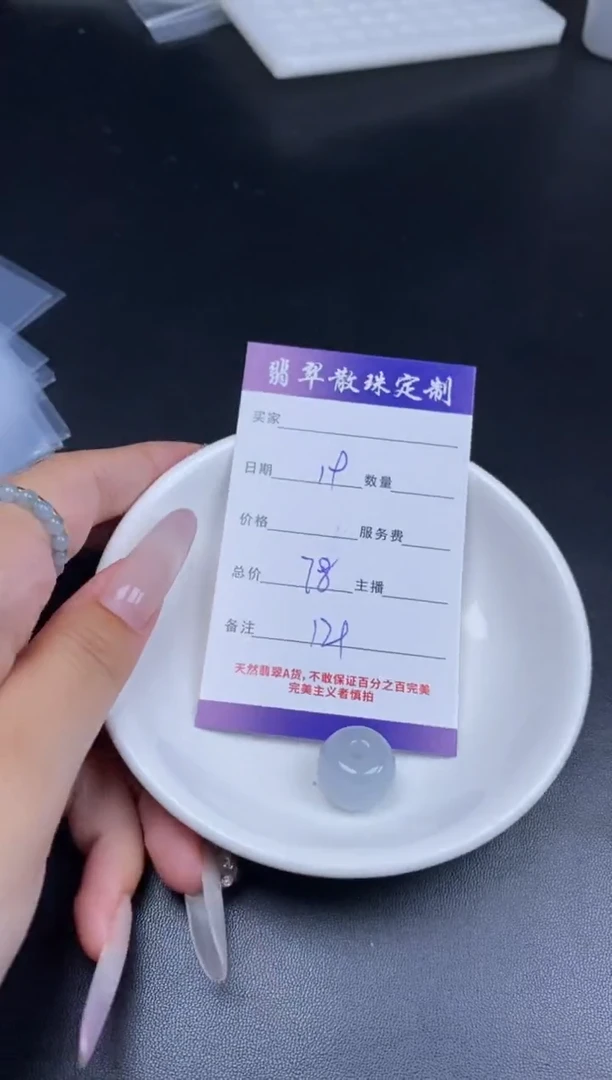 翡翠散珠定制
买家
日期 数量
价格 服务费
总价 78 主播
备注 124
天然翡翠A货,不敢保证百分之百完美
完美主义者慎拍